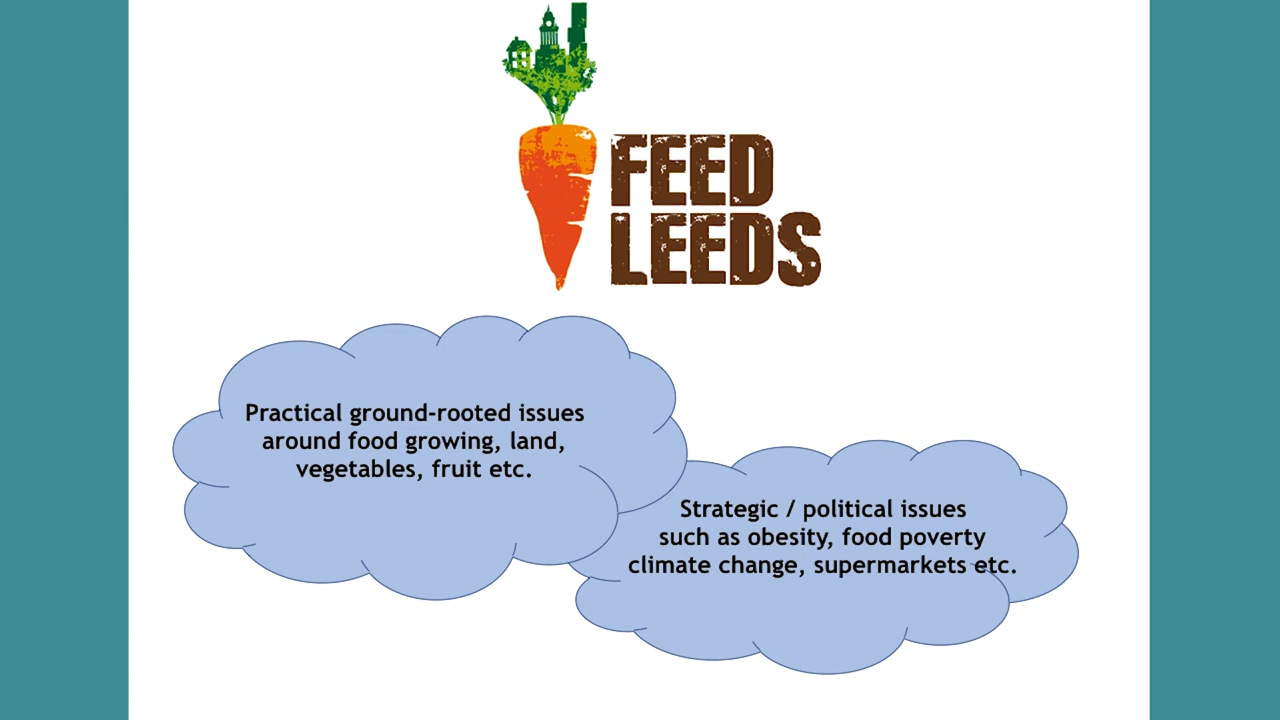 FEED
LEEDS
Practical ground-rooted issues
around food growing, land,
vegetables, fruit etc.
Strategic / political issues
such as obesity, food poverty
climate change, supermarkets etc.